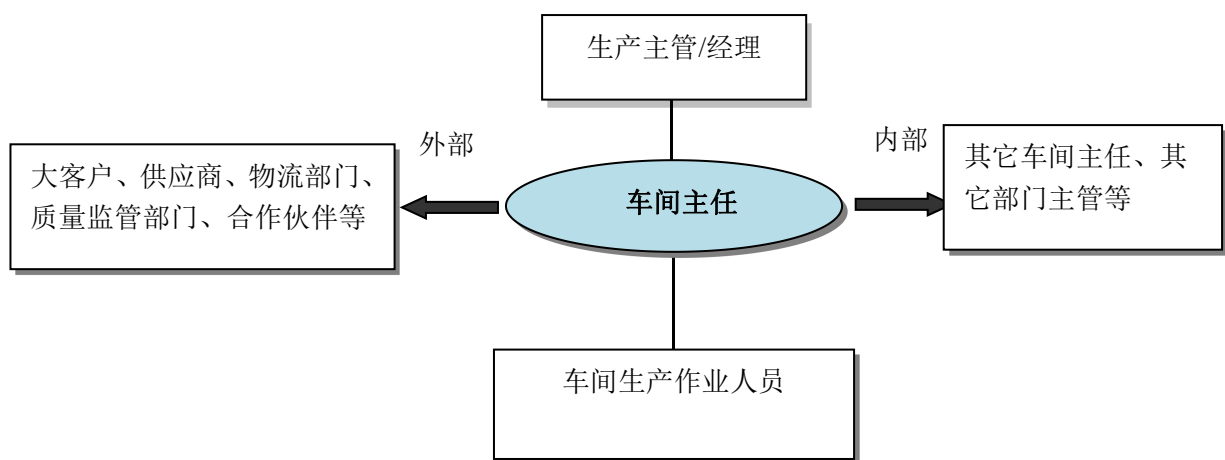 生产主管/经理
外部
内部
大客户、供应商、物流部门、
质量监管部门、合作伙伴等
车间主任
其它车间主任、其
它部门主管等
车间生产作业人员